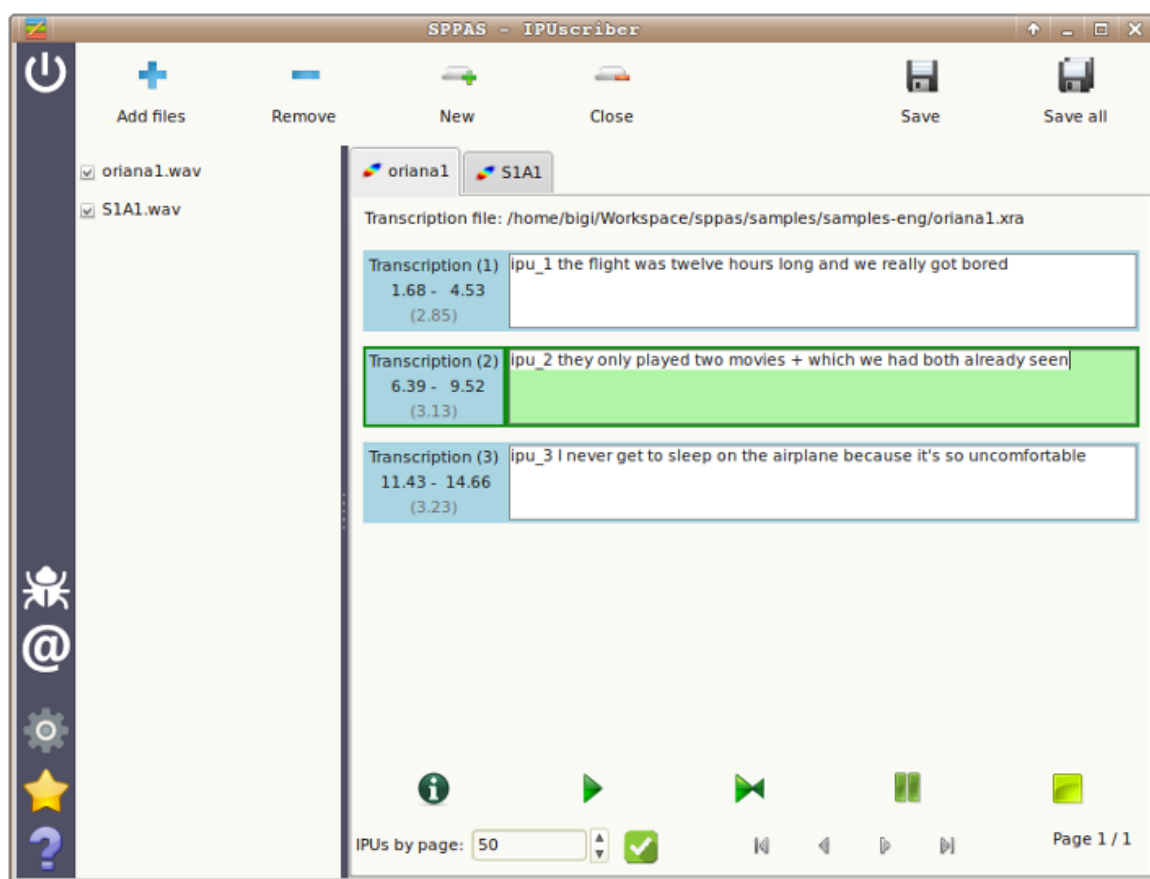 SPPAS - IPUscriber
Add files
Remove
New
Close
Save
Save all
oriana1.wav
S1A1.wav
oriana1
S1A1
Transcription file: /home/bigi/Workspace/sppas/samples/samples-eng/oriana1.xra
Transcription (1)
1.68 - 4.53
(2.85)
ipu_1 the flight was twelve hours long and we really got bored
Transcription (2)
6.39 - 9.52
(3.13)
ipu_2 they only played two movies + which we had both already seen
Transcription (3)
11.43 - 14.66
(3.23)
ipu_3 I never get to sleep on the airplane because it's so uncomfortable
IPUs by page: 50
Page 1 / 1